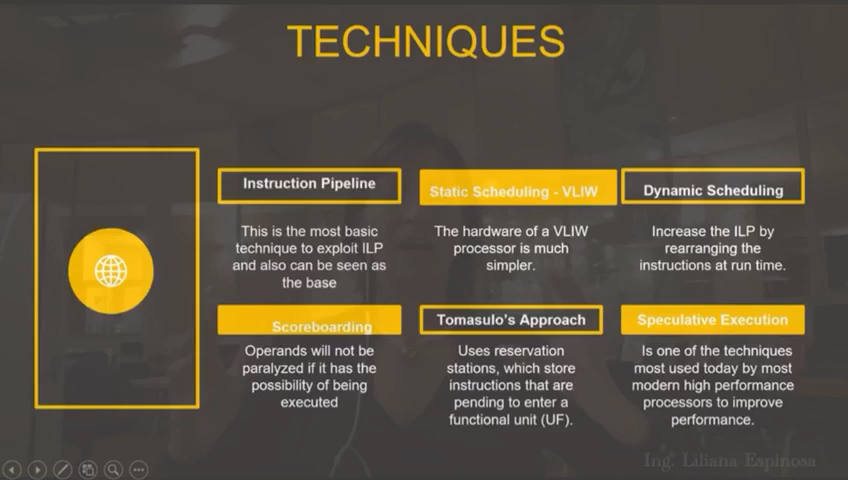 TECHNIQUES
Instruction Pipeline
This is the most basic
technique to exploit ILP
and also can be seen as
the base
Static Scheduling - VLIW
The hardware of a VLIW
processor is much
simpler.
Dynamic Scheduling
Increase the ILP by
rearranging the
instructions at run time.
Scoreboarding
Operands will not be
paralyzed if it has the
possibility of being
executed
Tomasulo's Approach
Uses reservation
stations, which store
instructions that are
pending to enter a
functional unit (UF).
Speculative Execution
Is one of the techniques
most used today by most
modern high performance
processors to improve
performance.
Ing. Liliana Espinosa